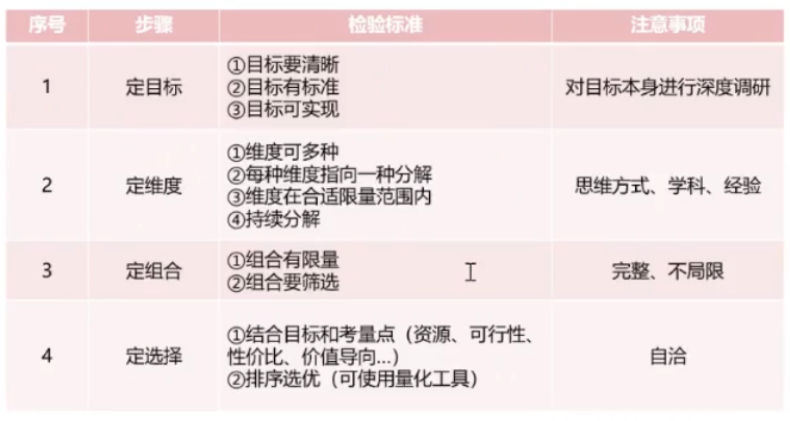 序号 步骤 检验标准 注意事项
1 定目标 ①目标要清晰
②目标有标准
③目标可实现 对目标本身进行深度调研
2 定维度 ①维度可多种
②每种维度指向一种分解
③维度在合适限量范围内
④持续分解 思维方式、学科、经验
3 定组合 ①组合有限量
②组合要筛选 完整、不局限
4 定选择 ①结合目标和考量点（资源、可行性、
性价比、价值导向...）
②排序选优（可使用量化工具） 自洽